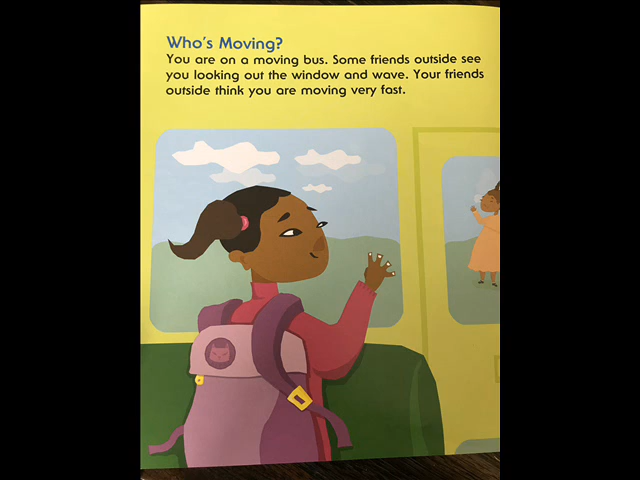 Who's Moving?
You are on a moving bus. Some friends outside see
you looking out the window and wave. Your friends
outside think you are moving very fast.